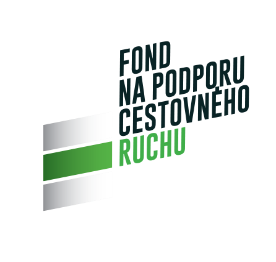 FOND
NA PODPORU
CESTOVNÉHO
RUCHU